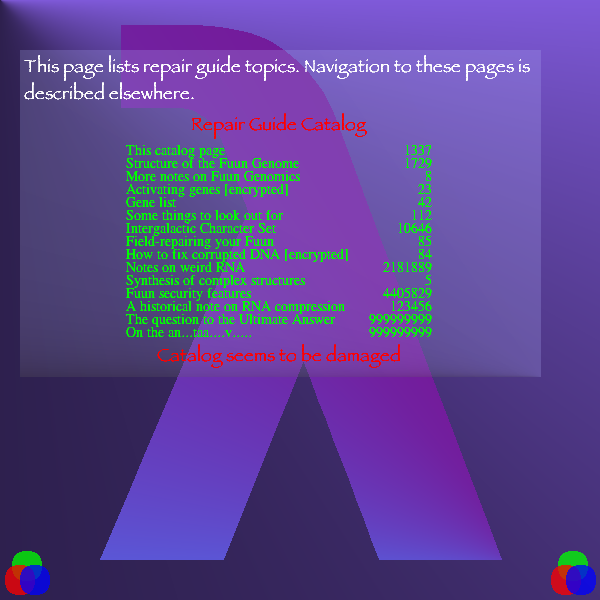 This page lists repair guide topics. Navigation to these pages is
described elsewhere.
Repair Guide Catalog
This catalog page 1337
Structure of the Fuun Genome 1729
More notes on Fuun Genomics 8
Activating genes [encrypted] 23
Gene list 42
Some things to look out for 112
Intergalactic Character Set 10646
Field-repairing your Fuun 85
How to fix corrupted DNA [encrypted] 84
Notes on weird RNA 2181889
Synthesis of complex structures 5
Fuun security features 4405829
A historical note on RNA compression 123456
The question to the Ultimate Answer 999999999
On the an...taa....v..... 999999999
Catalog seems to be damaged